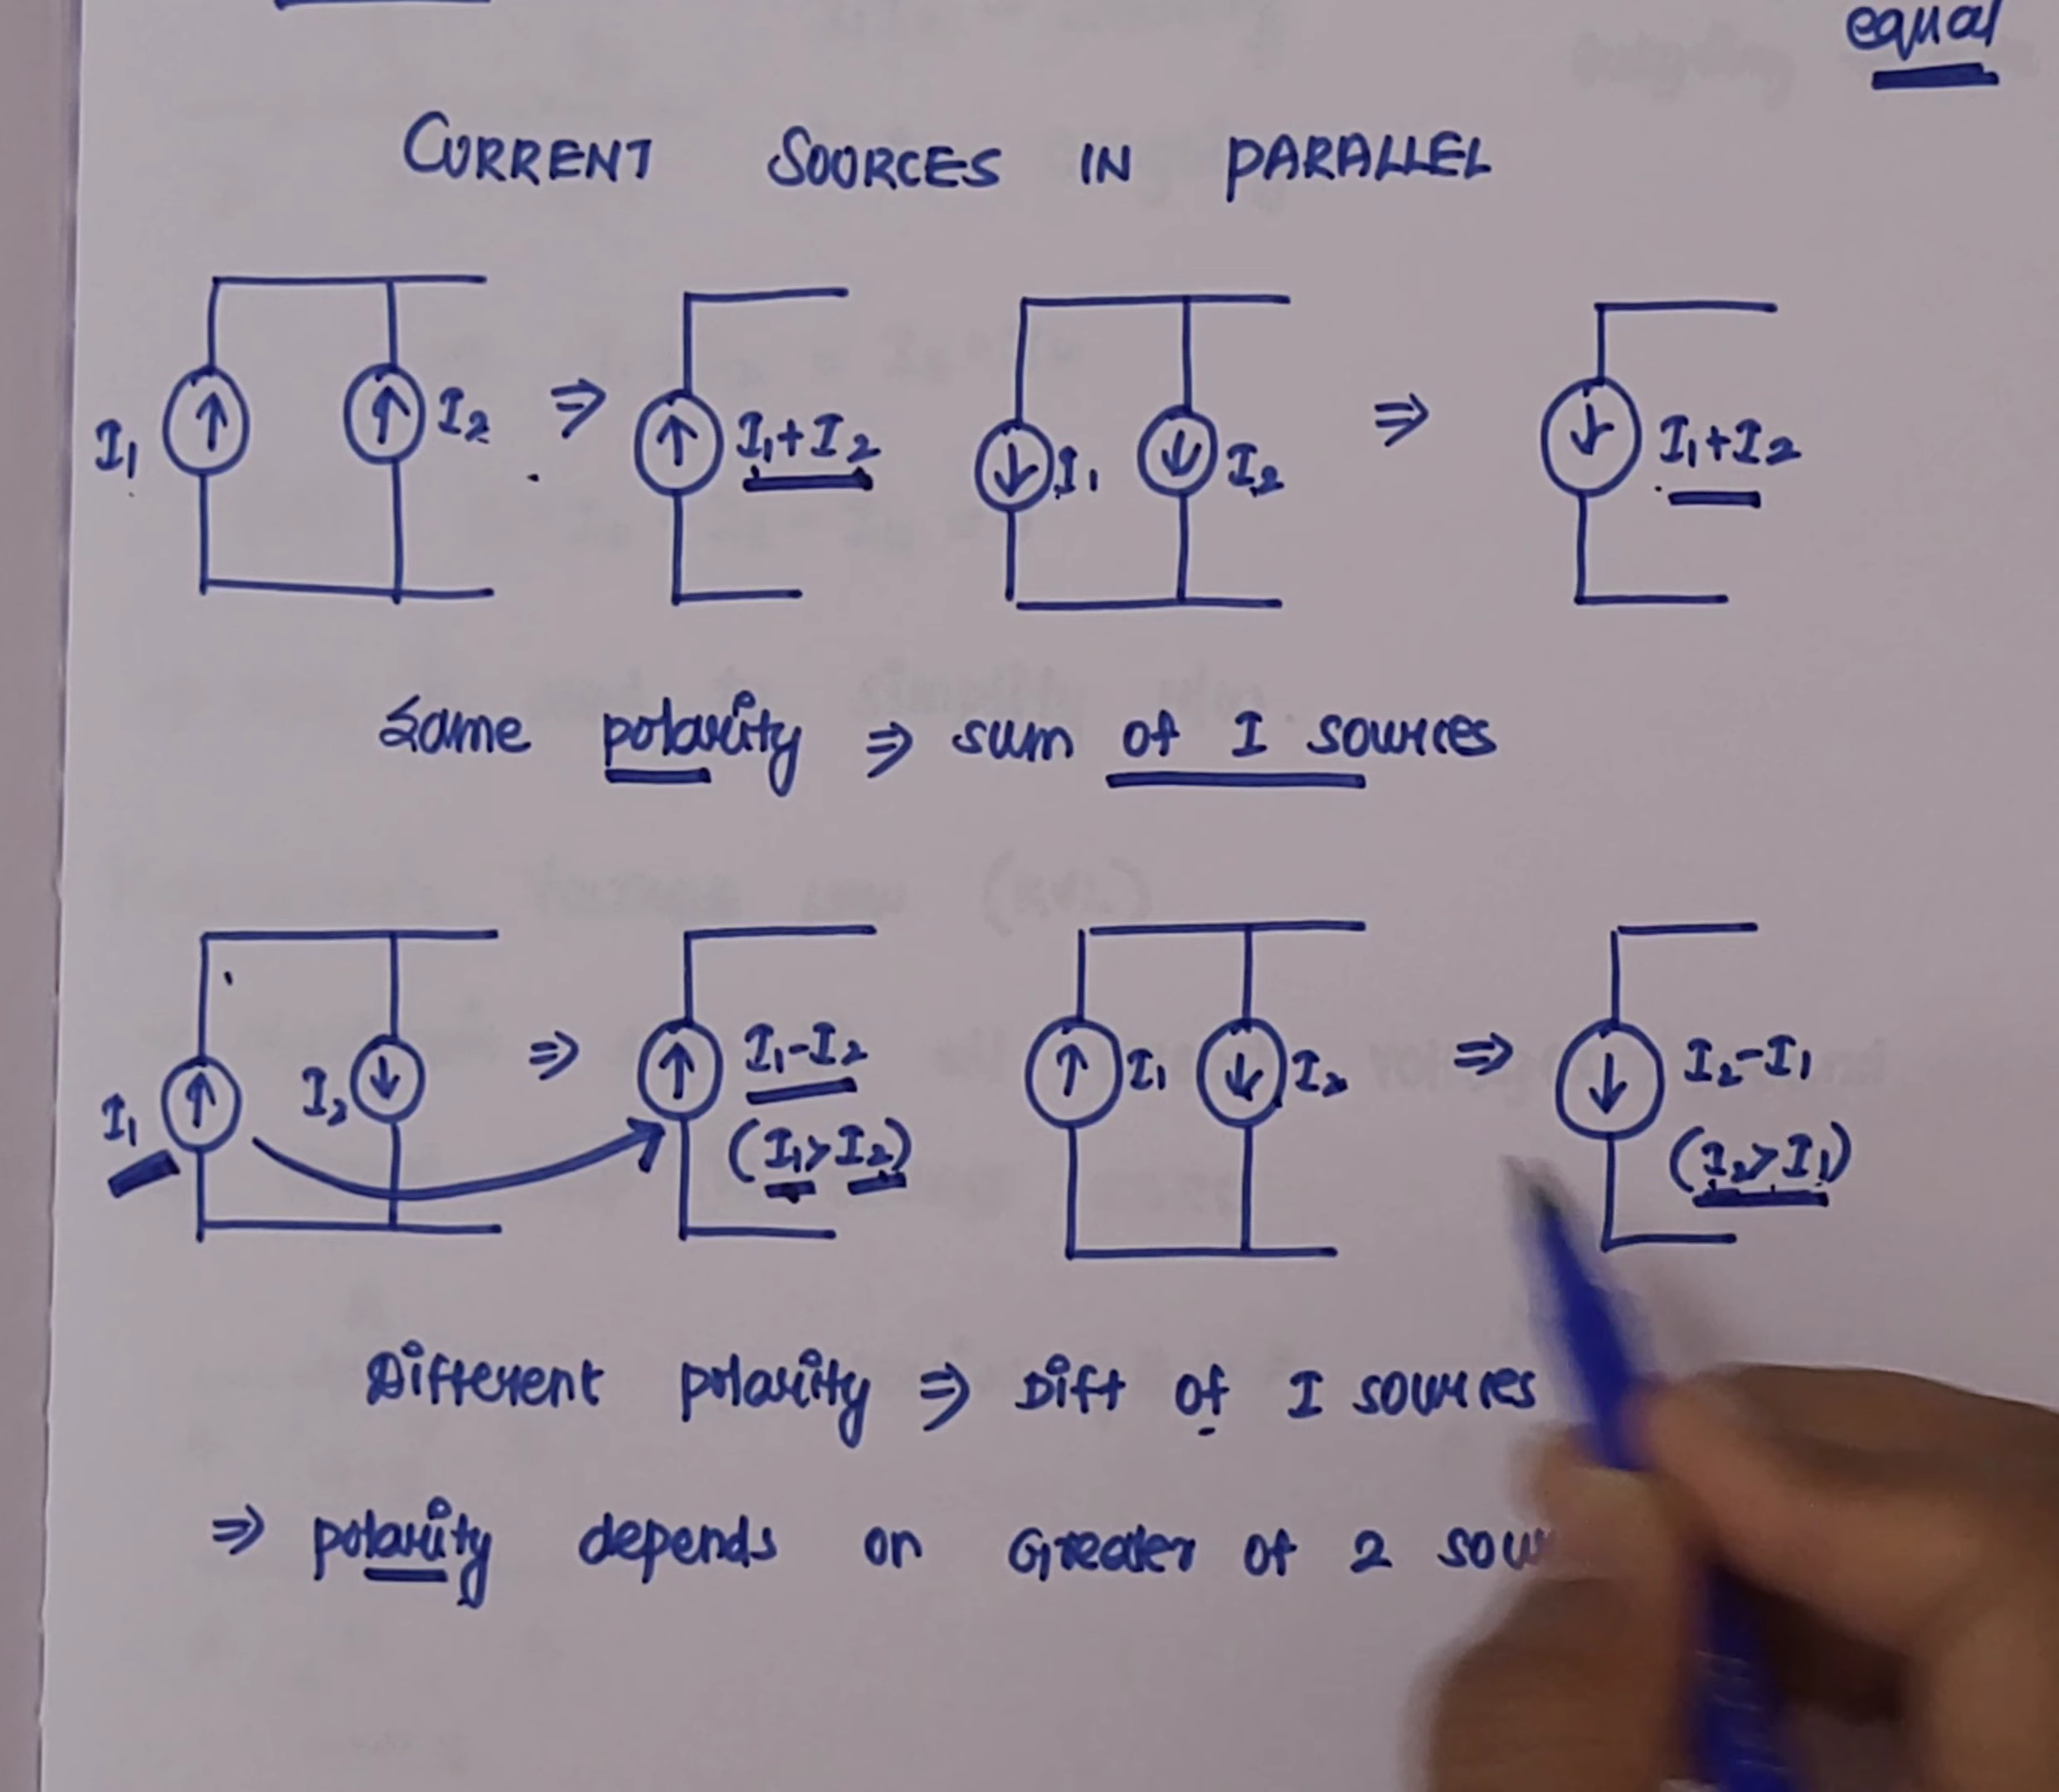 equal
CURRENT SOURCES IN PARALLEL
I1 I2 ⇒ I1+I2 I1 I2 ⇒ I1+I2
Same polarity ⇒ sum of I sources
I1 I2 ⇒ I1-I2 (I1>I2) I1 I2 ⇒ I2-I1 (I2>I1)
Different polarity ⇒ Diff of I sources
⇒ polarity depends on Greater of 2